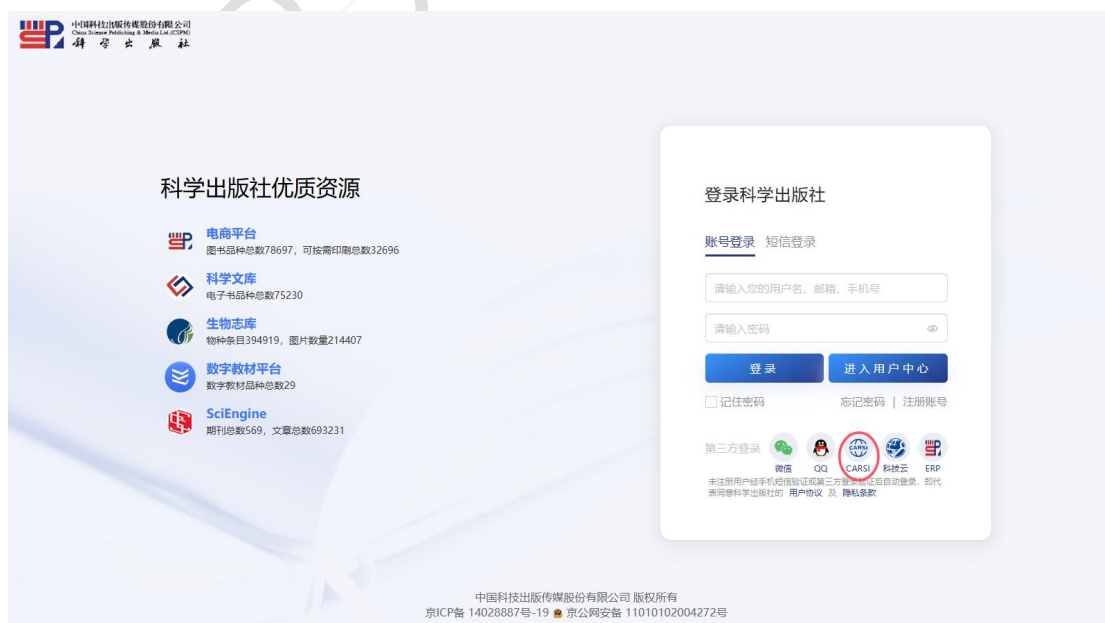 中国科技出版传媒股份有限公司
China Science Publishing & Media Ltd.(CSPM)
科学出版社
科学出版社优质资源
电商平台
图书品种总数78697，可按需印刷总数32696
科学文库
电子书品种总数75230
生物志库
物种条目394919，图片数量214407
数字教材平台
数字教材品种总数29
SciEngine
期刊总数569，文章总数693231
登录科学出版社
账号登录 短信登录
请输入您的用户名、邮箱、手机号
请输入密码
登录 进入用户中心
记住密码 忘记密码 | 注册账号
第三方登录
CARSI
微信 QQ CARSI 科技云 ERP
未注册用户经手机短信验证或第三方登录验证后自动登录，即代
表同意科学出版社的 用户协议 及 隐私条款
中国科技出版传媒股份有限公司 版权所有
京ICP备 14028887号-19 京公网安备 11010102004272号